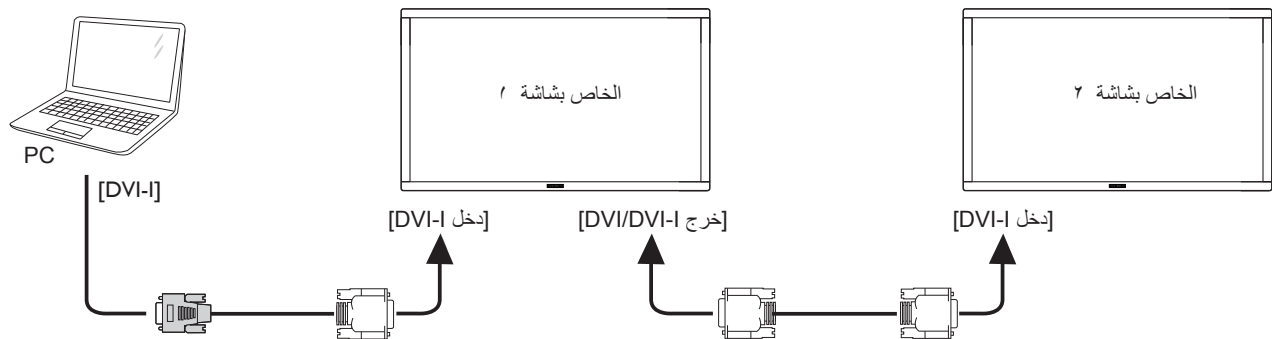 الخاص بشاشة ١
الخاص بشاشة ٢
PC
[DVI-I]
[دخل DVI-I]
[خرج DVI/DVI-I]
[دخل DVI-I]